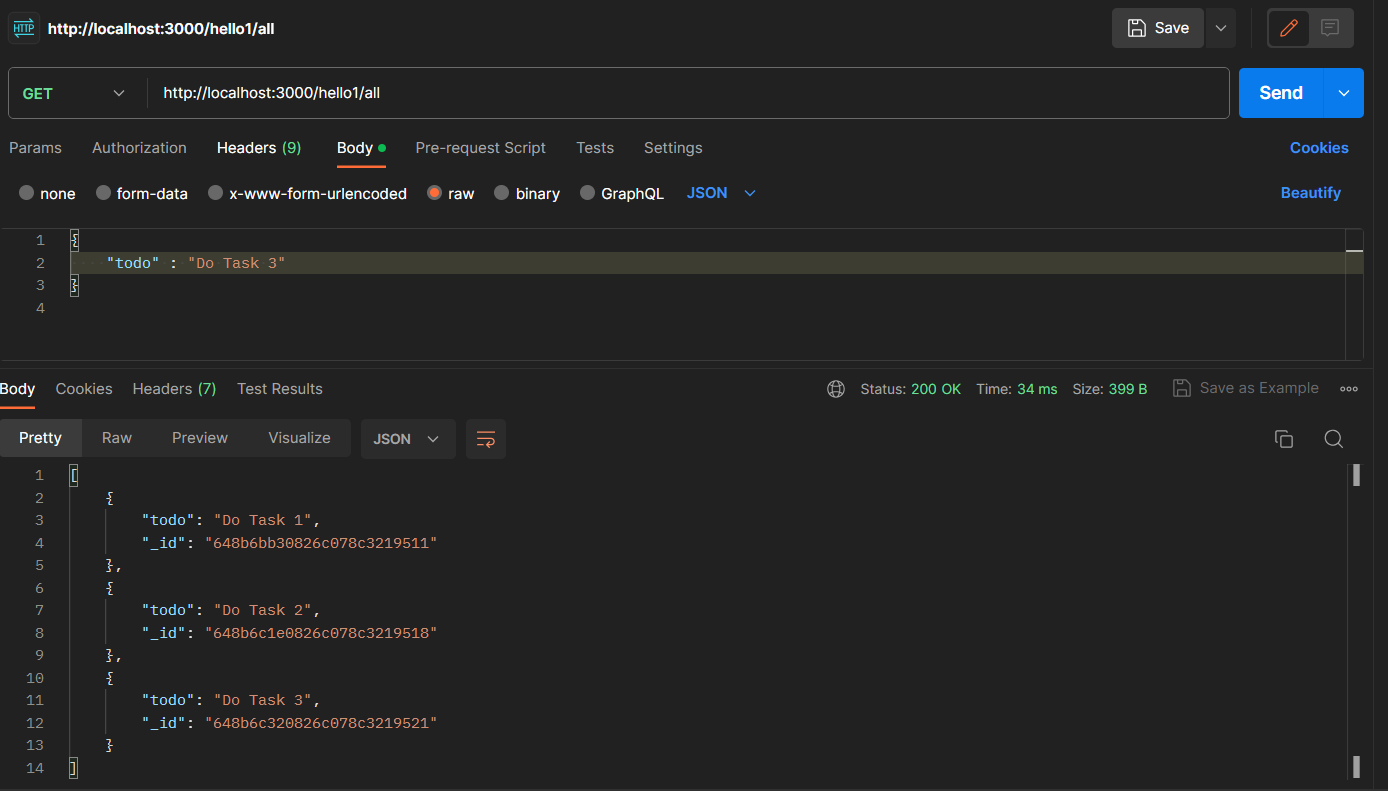 HTTP http://localhost:3000/hello1/all Save
GET http://localhost:3000/hello1/all Send
Params Authorization Headers (9) Body Pre-request Script Tests Settings Cookies
none form-data x-www-form-urlencoded raw binary GraphQL JSON Beautify
1 {
2 "todo" : "Do Task 3"
3 }
4
Body Cookies Headers (7) Test Results Status: 200 OK Time: 34 ms Size: 399 B Save as Example
Pretty Raw Preview Visualize JSON
1 [
2 {
3 "todo": "Do Task 1",
4 "_id": "648b6bb30826c078c3219511"
5 },
6 {
7 "todo": "Do Task 2",
8 "_id": "648b6c1e0826c078c3219518"
9 },
10 {
11 "todo": "Do Task 3",
12 "_id": "648b6c320826c078c3219521"
13 }
14 ]